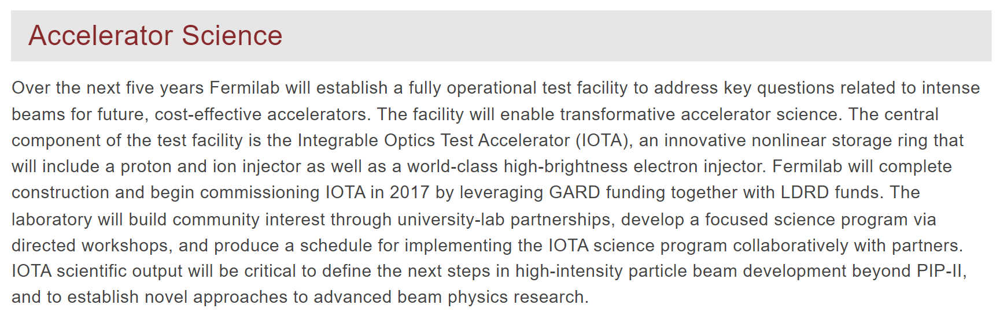 Accelerator Science
Over the next five years Fermilab will establish a fully operational test facility to address key questions related to intense
beams for future, cost-effective accelerators. The facility will enable transformative accelerator science. The central
component of the test facility is the Integrable Optics Test Accelerator (IOTA), an innovative nonlinear storage ring that
will include a proton and ion injector as well as a world-class high-brightness electron injector. Fermilab will complete
construction and begin commissioning IOTA in 2017 by leveraging GARD funding together with LDRD funds. The
laboratory will build community interest through university-lab partnerships, develop a focused science program via
directed workshops, and produce a schedule for implementing the IOTA science program collaboratively with partners.
IOTA scientific output will be critical to define the next steps in high-intensity particle beam development beyond PIP-II,
and to establish novel approaches to advanced beam physics research.